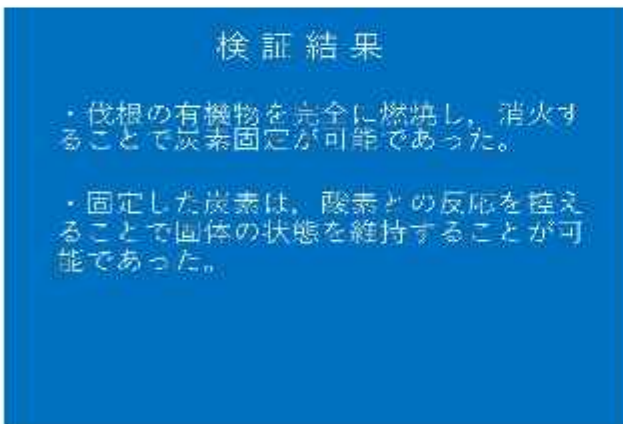 検証結果
・伐根の有機物を完全に燃焼し，消火す
ることで炭素固定が可能であった。
・固定した炭素は，酸素との反応を控え
ることで固体の状態を維持することが可
能であった。